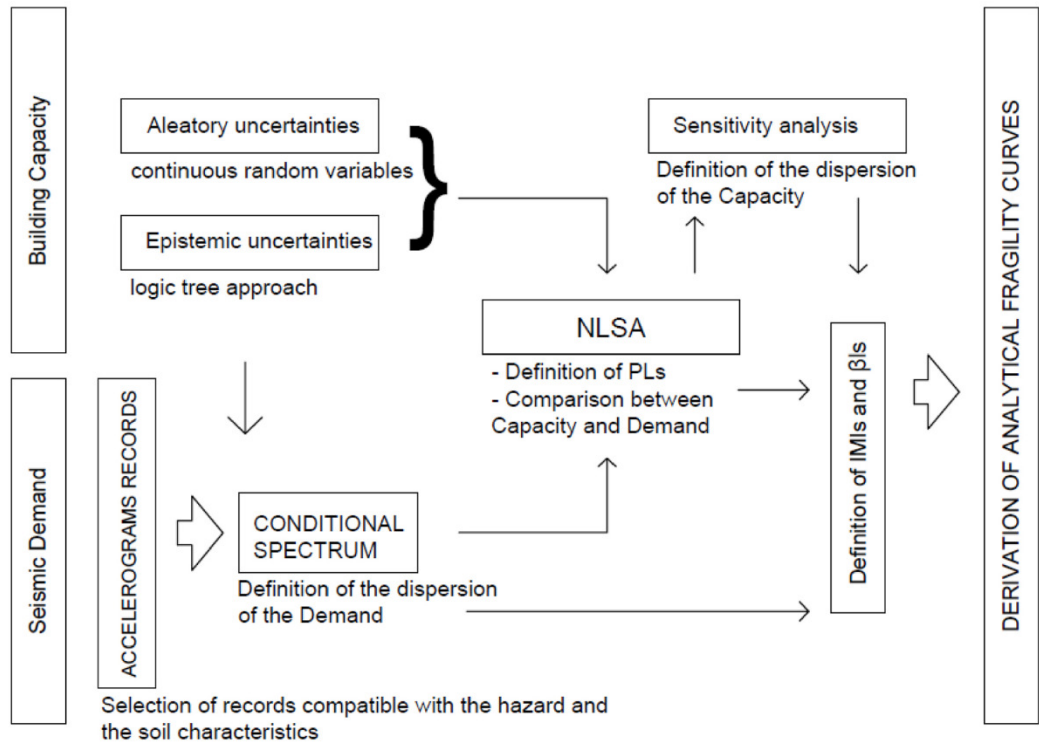 Building Capacity
Aleatory uncertainties
continuous random variables
Epistemic uncertainties
logic tree approach
Sensitivity analysis
Definition of the dispersion
of the Capacity
NLSA
- Definition of PLs
- Comparison between
Capacity and Demand
Seismic Demand
ACCELEROGRAMS RECORDS
CONDITIONAL
SPECTRUM
Definition of the dispersion
of the Demand
Selection of records compatible with the hazard and
the soil characteristics
Definition of IMIs and βIs
DERIVATION OF ANALYTICAL FRAGILITY CURVES